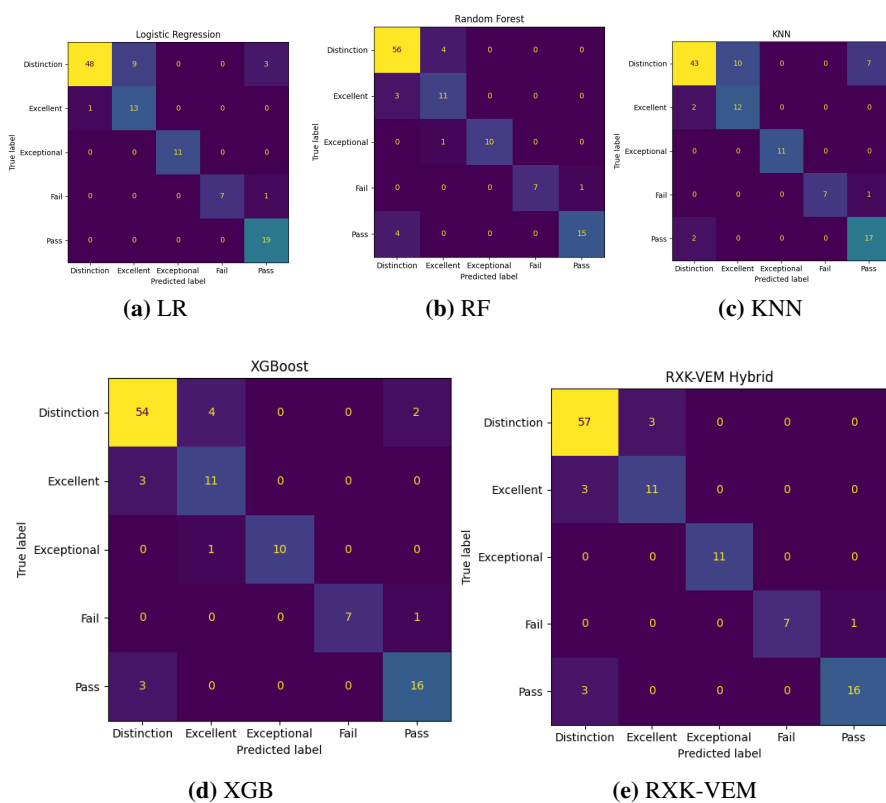 Logistic Regression
True label
Distinction 48 9 0 0 3
Excellent 1 13 0 0 0
Exceptional 0 0 11 0 0
Fail 0 0 0 7 1
Pass 0 0 0 0 19
Distinction Excellent Exceptional Fail Pass
Predicted label
(a) LR
Random Forest
True label
Distinction 56 4 0 0 0
Excellent 3 11 0 0 0
Exceptional 0 1 10 0 0
Fail 0 0 0 7 1
Pass 4 0 0 0 15
Distinction Excellent Exceptional Fail Pass
Predicted label
(b) RF
KNN
True label
Distinction 43 10 0 0 7
Excellent 2 12 0 0 0
Exceptional 0 0 11 0 0
Fail 0 0 0 7 1
Pass 2 0 0 0 17
Distinction Excellent Exceptional Fail Pass
Predicted label
(c) KNN
XGBoost
True label
Distinction 54 4 0 0 2
Excellent 3 11 0 0 0
Exceptional 0 1 10 0 0
Fail 0 0 0 7 1
Pass 3 0 0 0 16
Distinction Excellent Exceptional Fail Pass
Predicted label
(d) XGB
RXK-VEM Hybrid
True label
Distinction 57 3 0 0 0
Excellent 3 11 0 0 0
Exceptional 0 0 11 0 0
Fail 0 0 0 7 1
Pass 3 0 0 0 16
Distinction Excellent Exceptional Fail Pass
Predicted label
(e) RXK-VEM